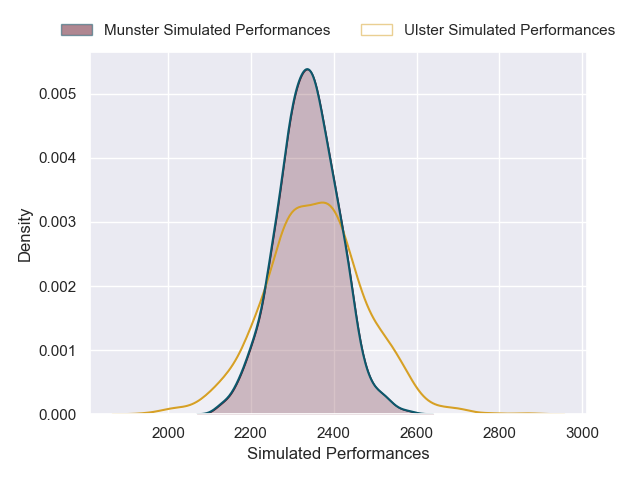 Munster Simulated Performances Ulster Simulated Performances
0.005
0.004
0.003
0.002
0.001
0.000
Density
2000 2200 2400 2600 2800 3000
Simulated Performances